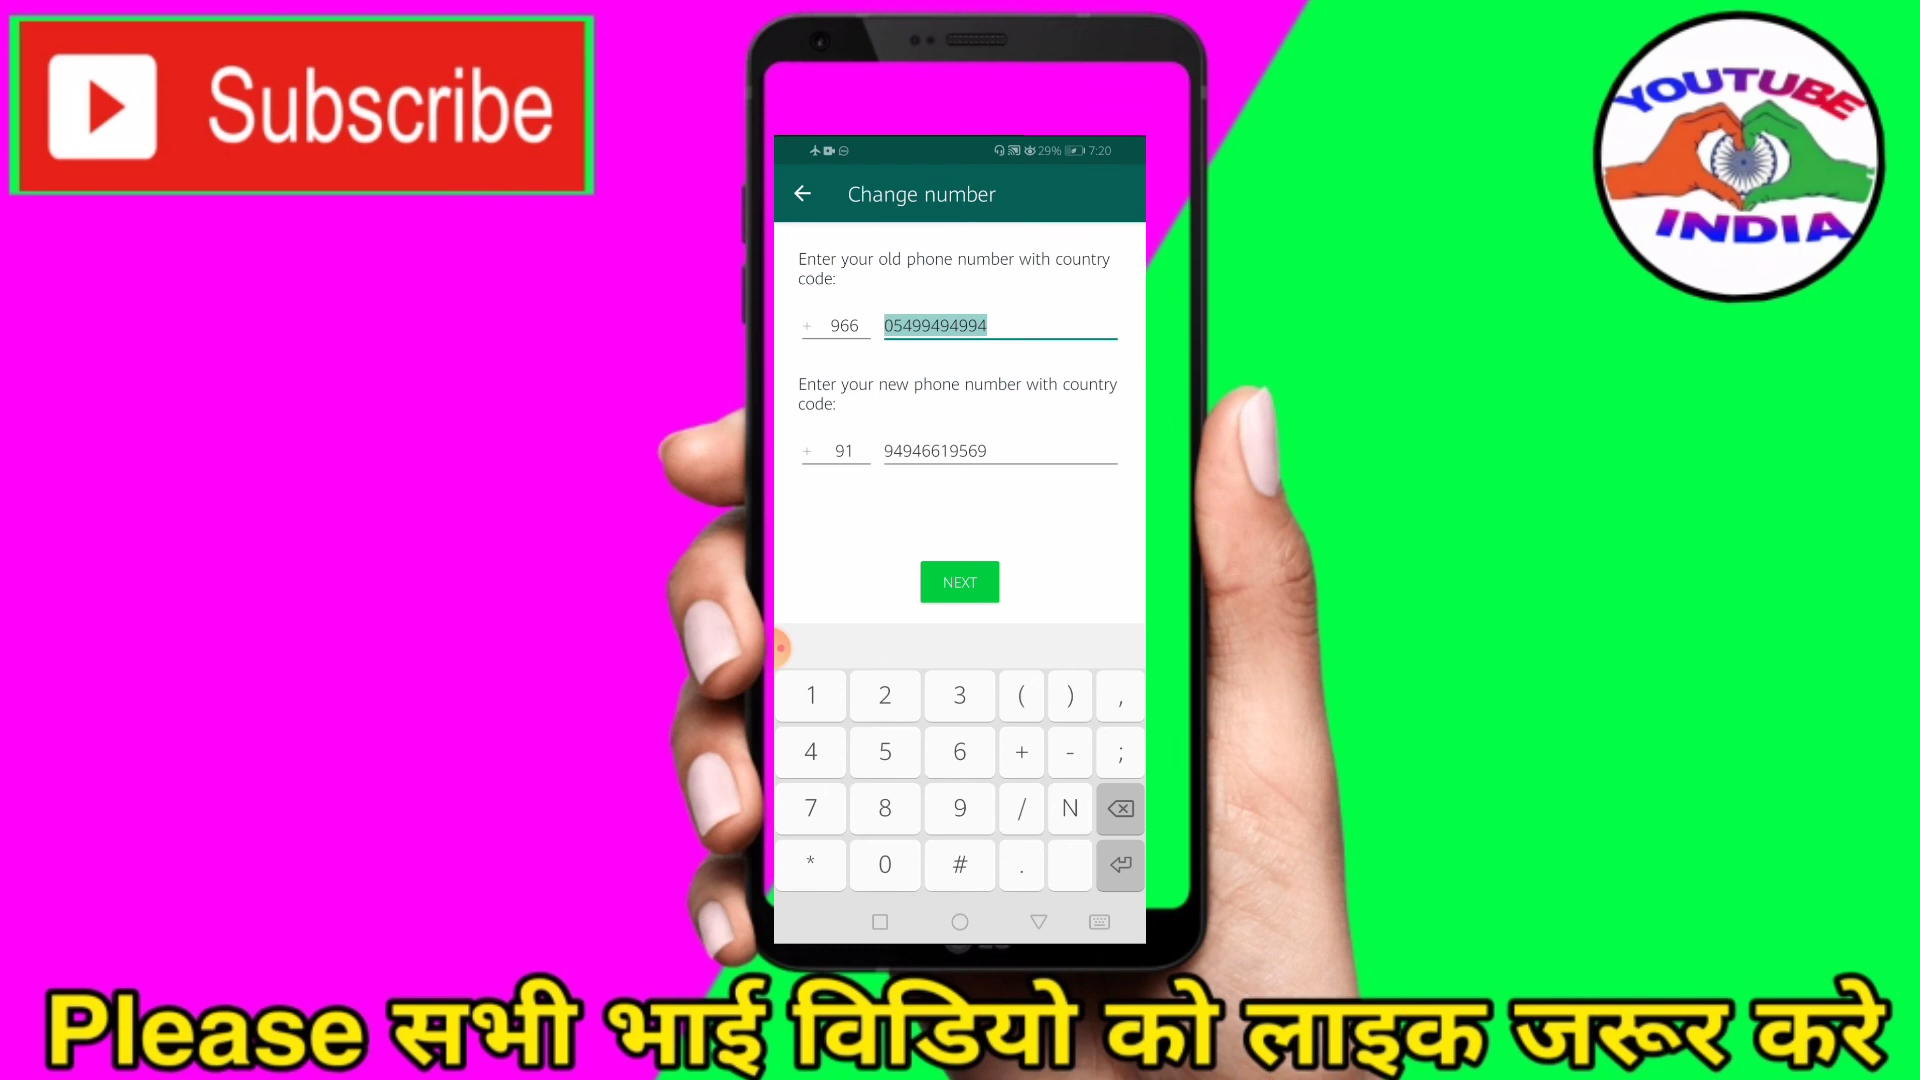 Subscribe
YOUTUBE
INDIA
29% 7:20
Change number
Enter your old phone number with country
code:
+ 966 05499494994
Enter your new phone number with country
code:
+ 91 94946619569
NEXT
1 2 3 ( ) ,
4 5 6 + - ;
7 8 9 / N
* 0 # .
Please सभी भाई विडियो को लाइक जरूर करे